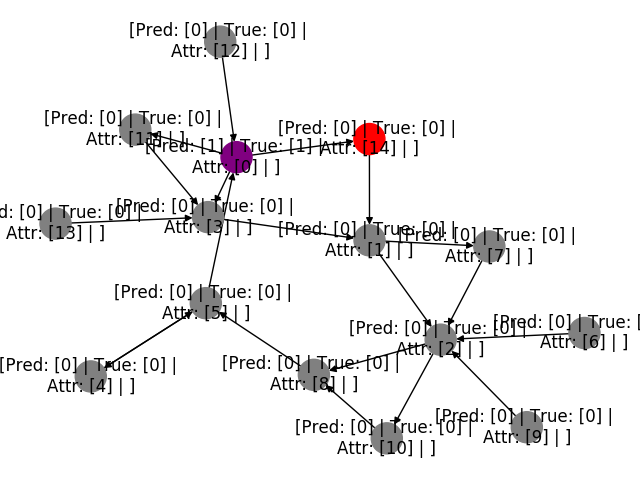 [Pred: [0] | True: [0] |
Attr: [12] | ]
[Pred: [0] | True: [0] |
Attr: [11] | ]
[Pred: [1] | True: [1] |
Attr: [0] | ]
[Pred: [0] | True: [0] |
Attr: [14] | ]
d: [0] | True: [0] |
Attr: [13] | ]
[Pred: [0] | True: [0] |
Attr: [3] | ]
[Pred: [0] | True: [0] |
Attr: [1] | ]
[Pred: [0] | True: [0] |
Attr: [7] | ]
[Pred: [0] | True: [0] |
Attr: [5] | ]
[Pred: [0] | True: [0] |
Attr: [2] | ]
[Pred: [0] | True: [
Attr: [6] | ]
[Pred: [0] | True: [0] |
Attr: [4] | ]
[Pred: [0] | True: [0] |
Attr: [8] | ]
[Pred: [0] | True: [0] |
Attr: [10] | ]
[Pred: [0] | True: [0] |
Attr: [9] | ]